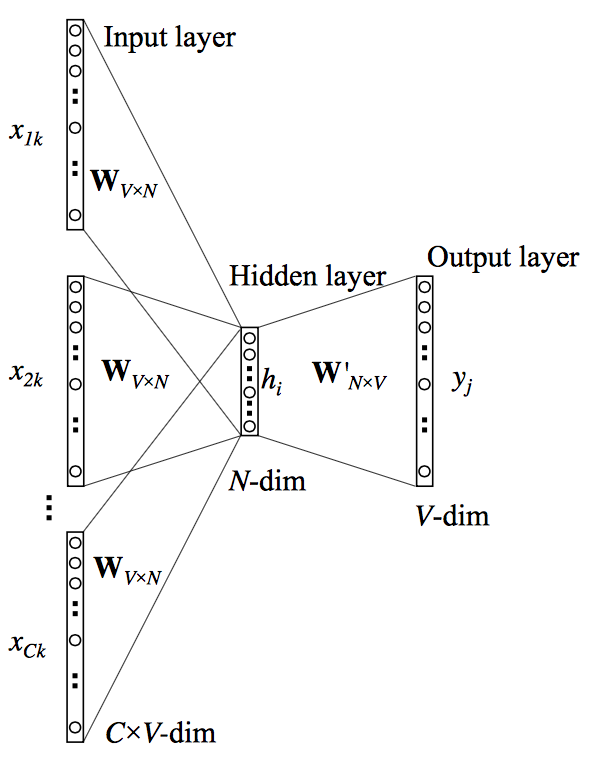 Input layer
x1k
WV×N
Hidden layer
Output layer
x2k
WV×N
hi
W'N×V
yj
N-dim
V-dim
WV×N
xCk
C×V-dim